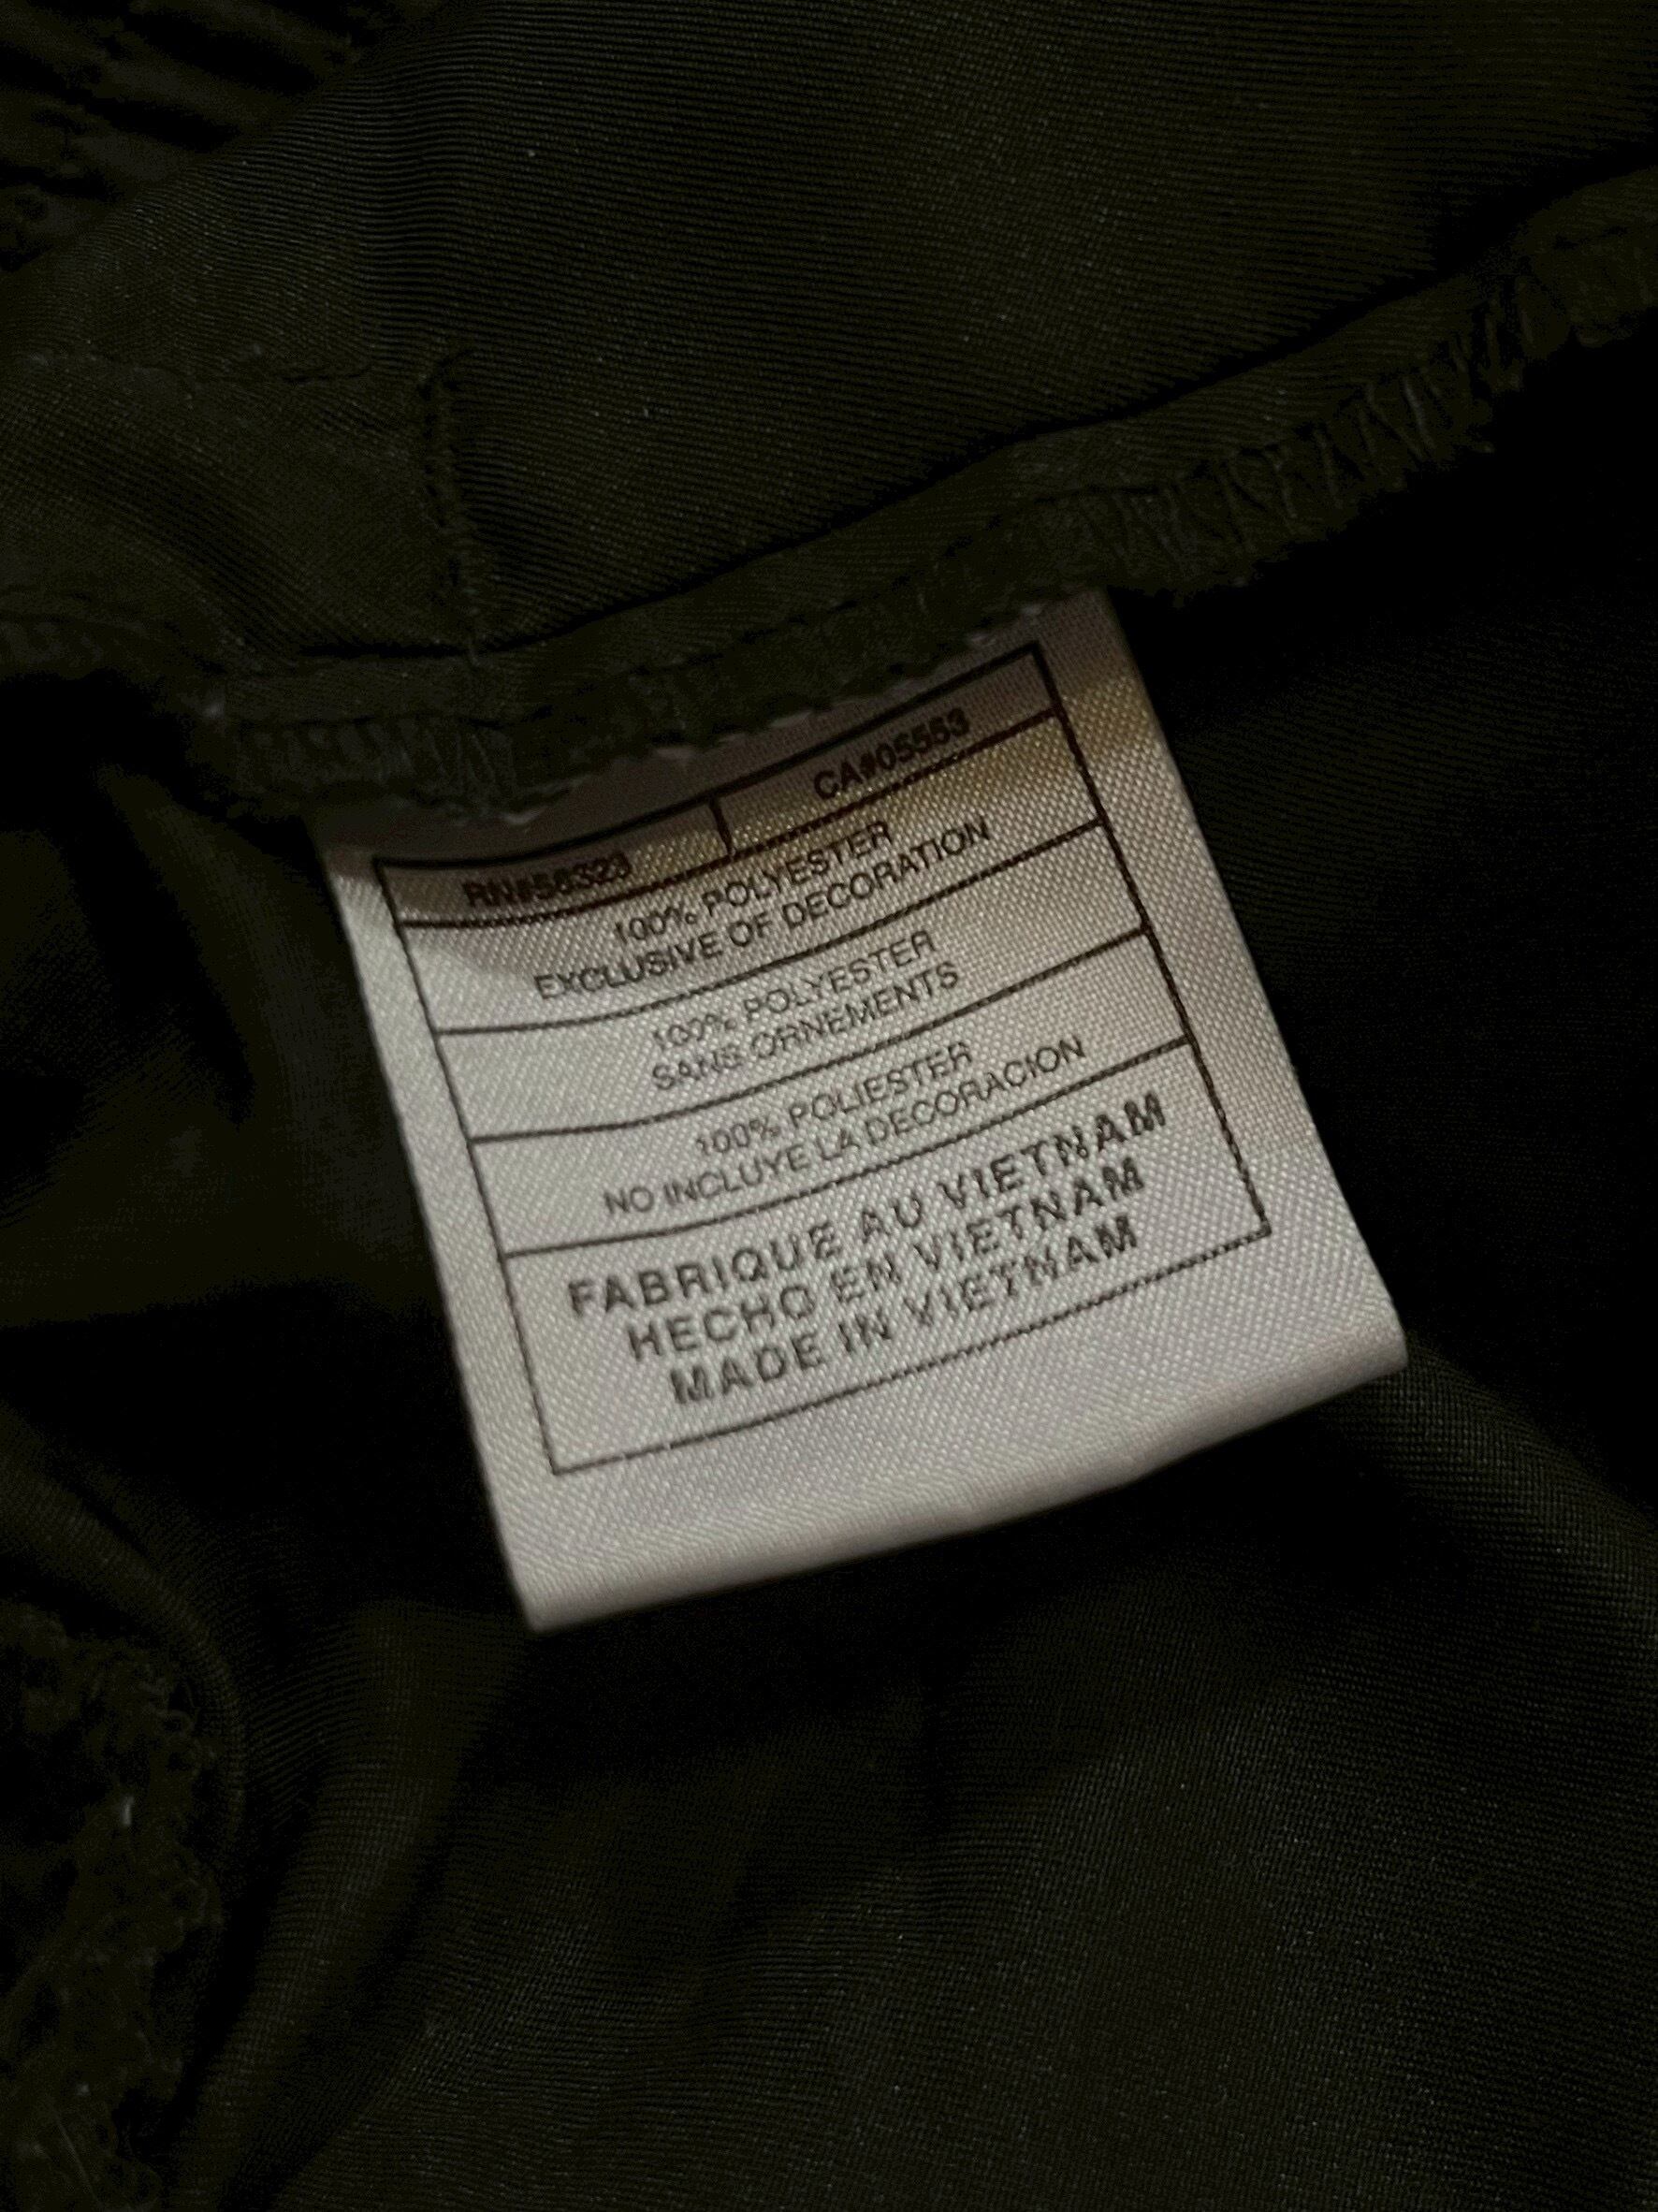 RN#56323 CA#05553
100% POLYESTER
EXCLUSIVE OF DECORATION
100% POLYESTER
SANS ORNEMENTS
100% POLIESTER
NO INCLUYE LA DECORACION
FABRIQUE AU VIETNAM
HECHO EN VIETNAM
MADE IN VIETNAM